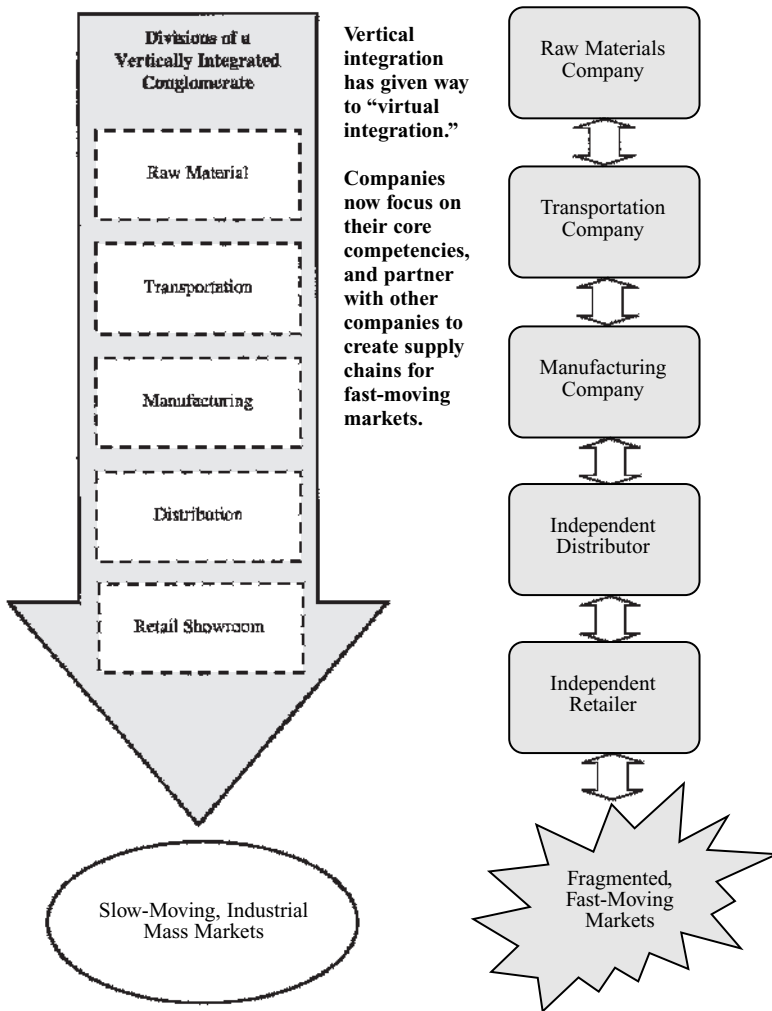 Divisions of a
Vertically Integrated
Conglomerate
Raw Material
Transportation
Manufacturing
Distribution
Retail Showroom
Slow-Moving, Industrial
Mass Markets
Vertical
integration
has given way
to “virtual
integration.”
Companies
now focus on
their core
competencies,
and partner
with other
companies to
create supply
chains for
fast-moving
markets.
Raw Materials
Company
Transportation
Company
Manufacturing
Company
Independent
Distributor
Independent
Retailer
Fragmented,
Fast-Moving
Markets